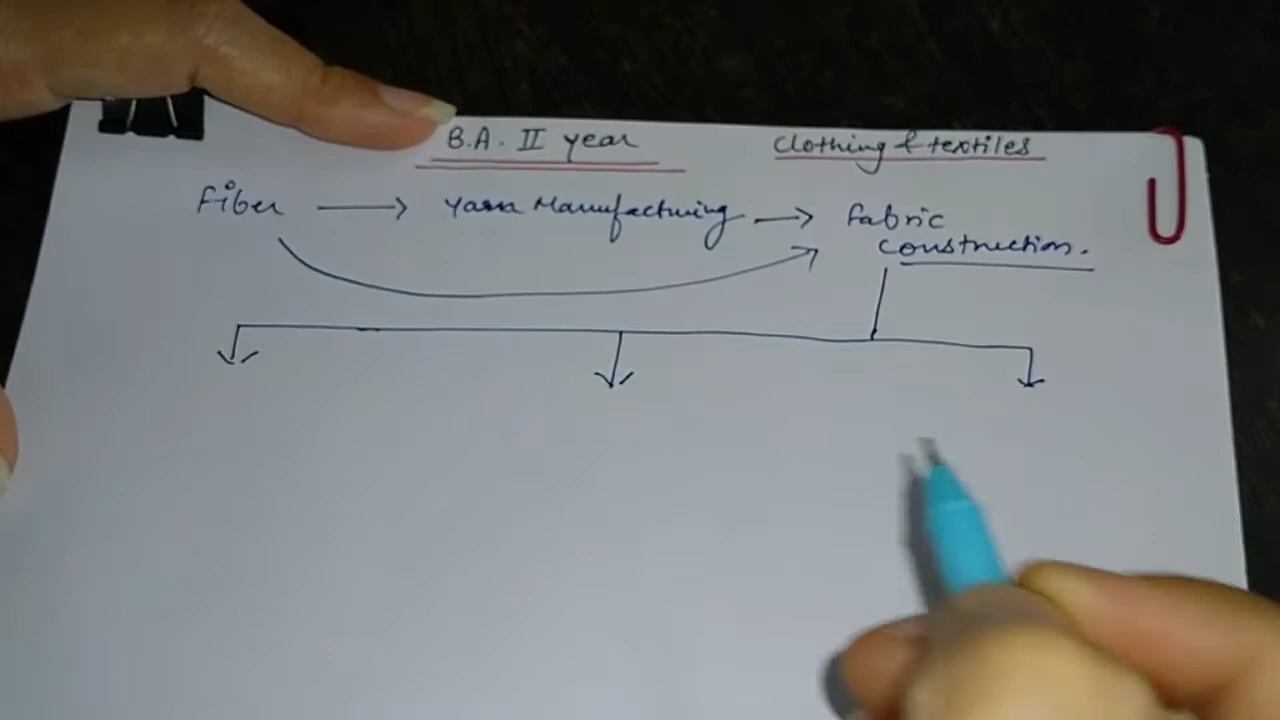 B.A. II year Clothing & textiles
Fiber → Yarn Manufacturing → Fabric
construction.